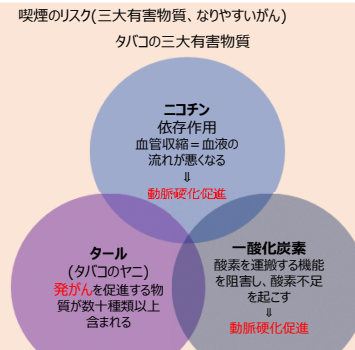 喫煙のリスク(三大有害物質、なりやすいがん)
タバコの三大有害物質
ニコチン
依存作用
血管収縮＝血液の
流れが悪くなる
⇓
動脈硬化促進
タール
(タバコのヤニ)
発がんを促進する物
質が数十種類以上
含まれる
一酸化炭素
酸素を運搬する機能
を阻害し、酸素不足
を起こす
⇓
動脈硬化促進